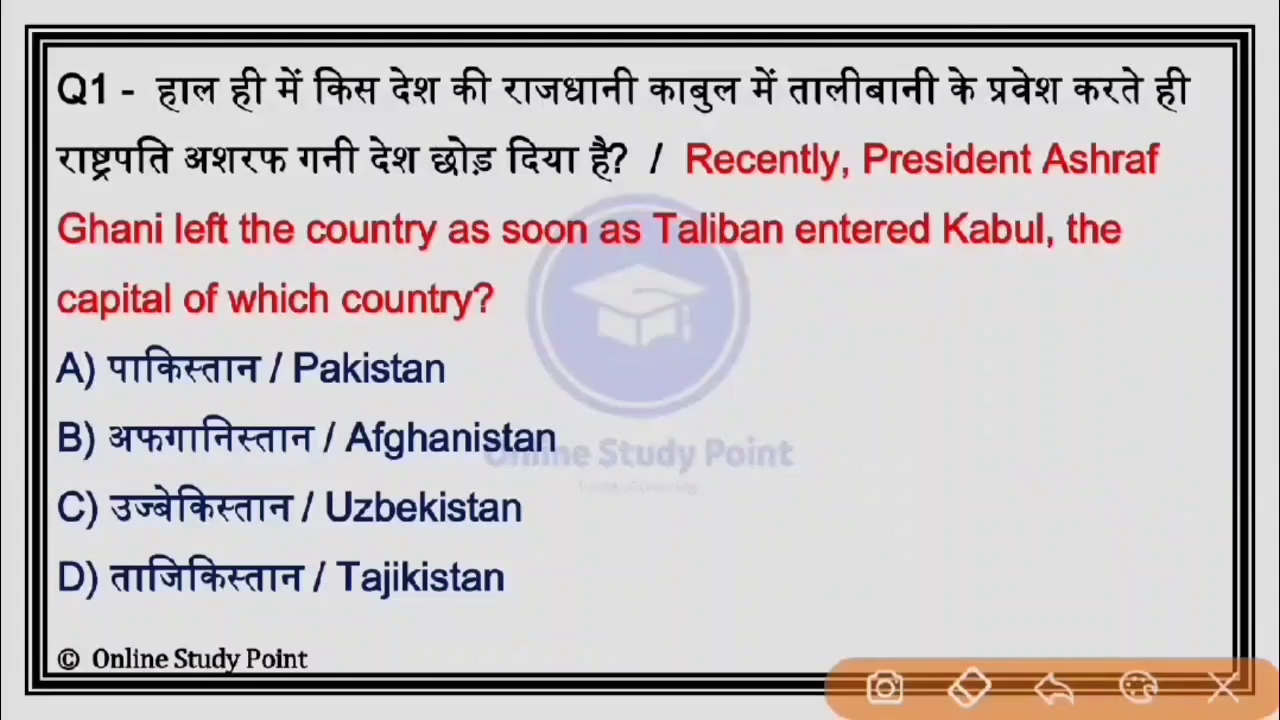 Q1 - हाल ही में किस देश की राजधानी काबुल में तालीबानी के प्रवेश करते ही
राष्ट्रपति अशरफ गनी देश छोड़ दिया है? / Recently, President Ashraf
Ghani left the country as soon as Taliban entered Kabul, the
capital of which country?
A) पाकिस्तान / Pakistan
B) अफगानिस्तान / Afghanistan
Online Study Point
C) उज्बेकिस्तान / Uzbekistan
D) ताजिकिस्तान / Tajikistan
© Online Study Point